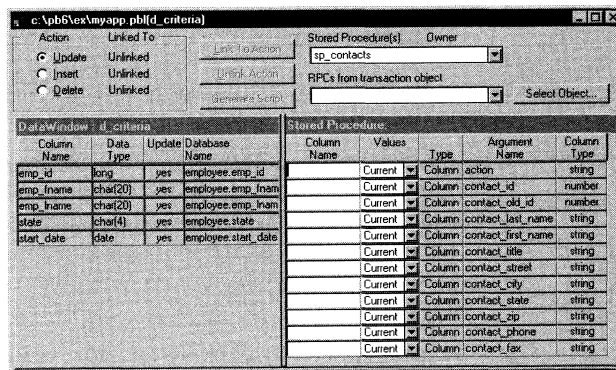 c:\pb6\ex\myapp.pbl(d_criteria)
Action Linked To
Update Unlinked
Insert Unlinked
Delete Unlinked
Link To Action
Unlink Action
Generate Script
Stored Procedure(s) Owner
sp_contacts
RPCs from transaction object
Select Object...
DataWindow : d_criteria
Column Name Data Type Update Database Name
emp_id long yes employee.emp_id
emp_fname char(20) yes employee.emp_fnam
emp_lname char(20) yes employee.emp_lnam
state char(4) yes employee.state
start_date date yes employee.start_date
Stored Procedure
Column Name Values Type Argument Name Column Type
Current Column action string
Current Column contact_id number
Current Column contact_old_id number
Current Column contact_last_name string
Current Column contact_first_name string
Current Column contact_title string
Current Column contact_street string
Current Column contact_city string
Current Column contact_state string
Current Column contact_zip string
Current Column contact_phone string
Current Column contact_fax string